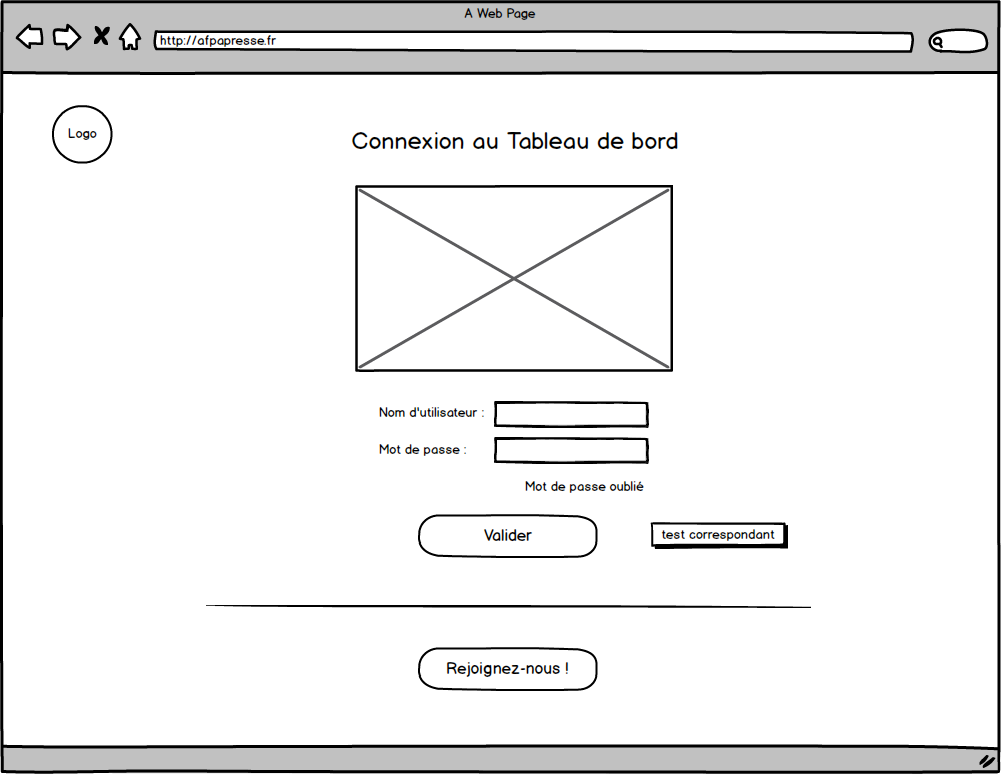 A Web Page
http://afpapresse.fr
Logo
Connexion au Tableau de bord
Nom d'utilisateur :
Mot de passe :
Mot de passe oublié
Valider
test correspondant
Rejoignez-nous !